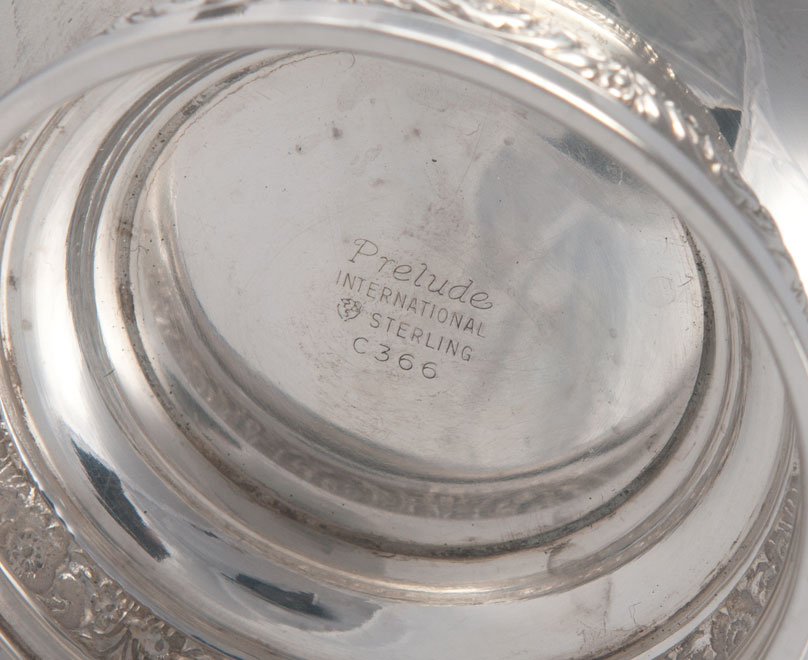 Prelude
INTERNATIONAL
STERLING
C366